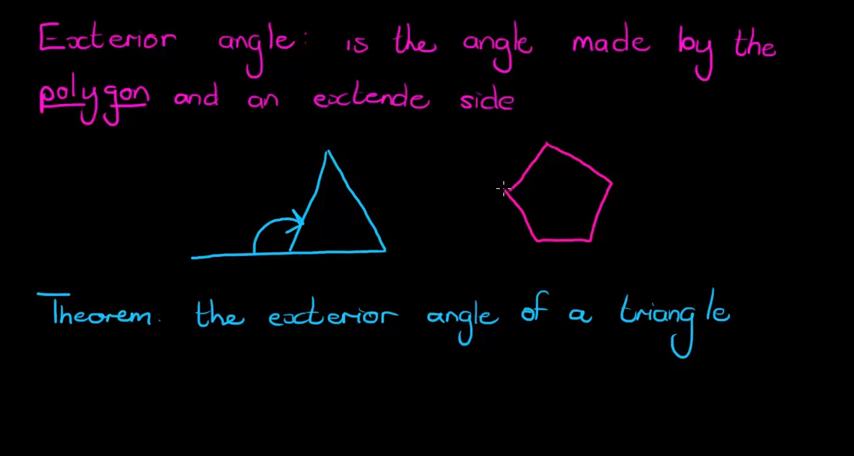 Exterior angle: is the angle made by the
polygon and an extende side
Theorem. the exterior angle of a triangle